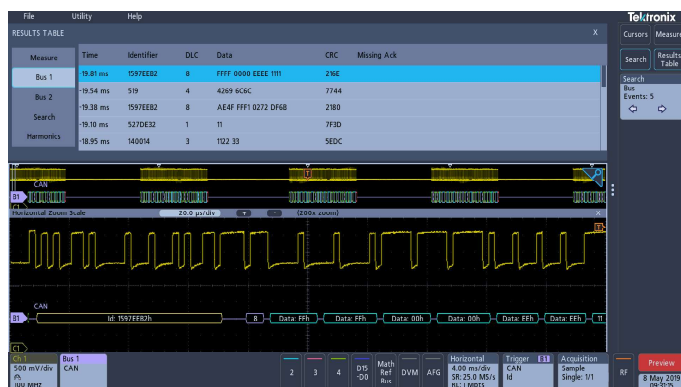 File Utility Help
Tektronix
RESULTS TABLE X
Cursors Measure
Measure Time Identifier DLC Data CRC Missing Ack
Search Results Table
Bus 1 -19.81 ms 1597EEB2 8 FFFF 0000 EEEE 1111 216E
Search
Bus
Events: 5
Bus 2 -19.54 ms 519 4 4269 6C6C 7744
-19.38 ms 1597EEB2 8 AE4F FFF1 0272 DF6B 2180
Search -19.10 ms 527DE32 1 11 7F3D
Harmonics -18.95 ms 140014 3 1122 33 5EDC
T
CAN
B1
C1
Horizontal Zoom Scale 20.0 µs/div (200x zoom) X
T
CAN
B1 Id: 1597EEB2h 8 Data: FFh Data: FFh Data: 00h Data: 00h Data: EEh Data: EEh 11
C1
Ch 1
500 mV/div
100 MHz
Bus 1
CAN
2 3 4 D15 -D0 Math Ref Bus DVM AFG
Horizontal
4.00 ms/div
SR: 25.0 MS/s
RL: 1 MPTS
Trigger B1
CAN
Id
Acquisition
Sample
Single: 1/1
RF
Preview
8 May 2019